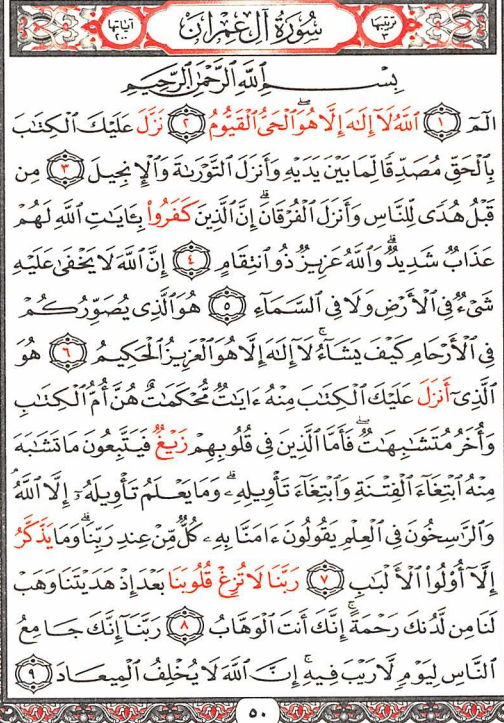 ترتيبها ٣ سُورَةُ آلِ عِمْرَانَ آياتها ٢٠٠
بِسْمِ ٱللَّهِ ٱلرَّحْمَٰنِ ٱلرَّحِيمِ
الٓمٓ ١ ٱللَّهُ لَآ إِلَٰهَ إِلَّا هُوَ ٱلْحَىُّ ٱلْقَيُّومُ ٢ نَزَّلَ عَلَيْكَ ٱلْكِتَٰبَ
بِٱلْحَقِّ مُصَدِّقًا لِّمَا بَيْنَ يَدَيْهِ وَأَنزَلَ ٱلتَّوْرَىٰةَ وَٱلْإِنجِيلَ ٣ مِن
قَبْلُ هُدًى لِّلنَّاسِ وَأَنزَلَ ٱلْفُرْقَانَ ۗ إِنَّ ٱلَّذِينَ كَفَرُوا۟ بِـَٔايَٰتِ ٱللَّهِ لَهُمْ
عَذَابٌ شَدِيدٌ ۗ وَٱللَّهُ عَزِيزٌ ذُو ٱنتِقَامٍ ٤ إِنَّ ٱللَّهَ لَا يَخْفَىٰ عَلَيْهِ
شَىْءٌ فِى ٱلْأَرْضِ وَلَا فِى ٱلسَّمَآءِ ٥ هُوَ ٱلَّذِى يُصَوِّرُكُمْ
فِى ٱلْأَرْحَامِ كَيْفَ يَشَآءُ ۚ لَآ إِلَٰهَ إِلَّا هُوَ ٱلْعَزِيزُ ٱلْحَكِيمُ ٦ هُوَ
ٱلَّذِىٓ أَنزَلَ عَلَيْكَ ٱلْكِتَٰبَ مِنْهُ ءَايَٰتٌ مُّحْكَمَٰتٌ هُنَّ أُمُّ ٱلْكِتَٰبِ
وَأُخَرُ مُتَشَٰبِهَٰتٌ ۖ فَأَمَّا ٱلَّذِينَ فِى قُلُوبِهِمْ زَيْغٌ فَيَتَّبِعُونَ مَا تَشَٰبَهَ
مِنْهُ ٱبْتِغَآءَ ٱلْفِتْنَةِ وَٱبْتِغَآءَ تَأْوِيلِهِۦ ۗ وَمَا يَعْلَمُ تَأْوِيلَهُۥٓ إِلَّا ٱللَّهُ ۗ
وَٱلرَّٰسِخُونَ فِى ٱلْعِلْمِ يَقُولُونَ ءَامَنَّا بِهِۦ كُلٌّ مِّنْ عِندِ رَبِّنَا ۗ وَمَا يَذَّكَّرُ
إِلَّآ أُو۟لُوا۟ ٱلْأَلْبَٰبِ ٧ رَبَّنَا لَا تُزِغْ قُلُوبَنَا بَعْدَ إِذْ هَدَيْتَنَا وَهَبْ
لَنَا مِن لَّدُنكَ رَحْمَةً ۚ إِنَّكَ أَنتَ ٱلْوَهَّابُ ٨ رَبَّنَآ إِنَّكَ جَامِعُ
ٱلنَّاسِ لِيَوْمٍ لَّا رَيْبَ فِيهِ ۚ إِنَّ ٱللَّهَ لَا يُخْلِفُ ٱلْمِيعَادَ ٩
٥٠